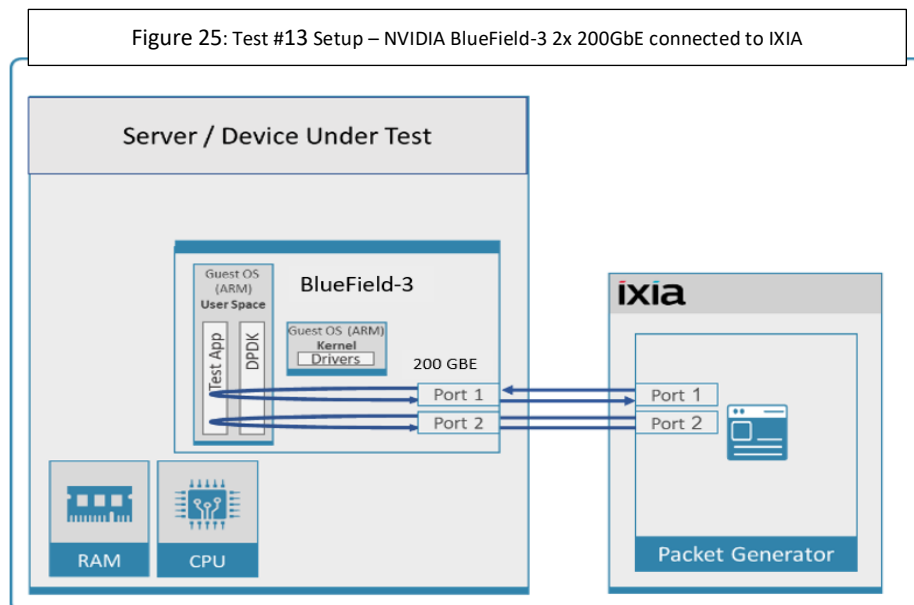 Figure 25: Test #13 Setup – NVIDIA BlueField-3 2x 200GbE connected to IXIA
Server / Device Under Test
Guest OS
(ARM)
User Space
Test App
DPDK
BlueField-3
Guest OS (ARM)
Kernel
Drivers
200 GBE
Port 1
Port 2
RAM
CPU
ixia
Port 1
Port 2
Packet Generator